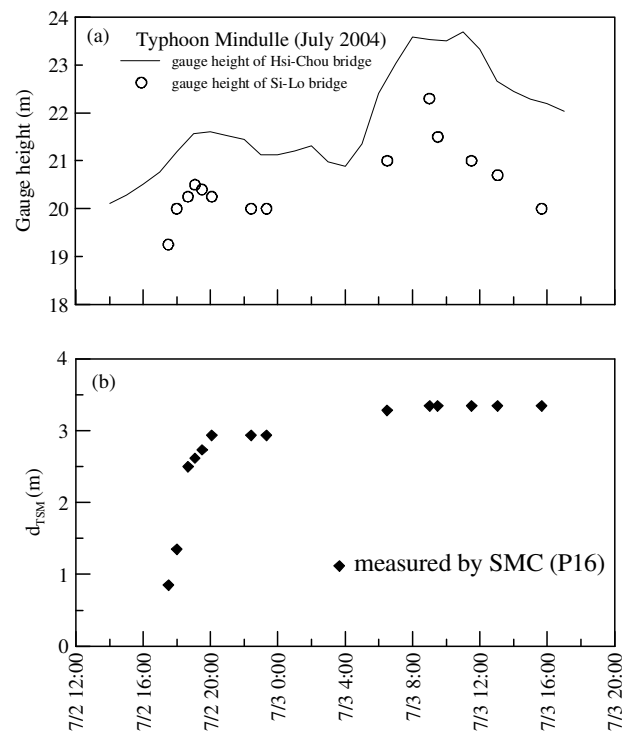 (a)
Typhoon Mindulle (July 2004)
gauge height of Hsi-Chou bridge
gauge height of Si-Lo bridge
Gauge height (m)
24
23
22
21
20
19
18
(b)
measured by SMC (P16)
d_TSM (m)
4
3
2
1
0
7/2 12:00
7/2 16:00
7/2 20:00
7/3 0:00
7/3 4:00
7/3 8:00
7/3 12:00
7/3 16:00
7/3 20:00